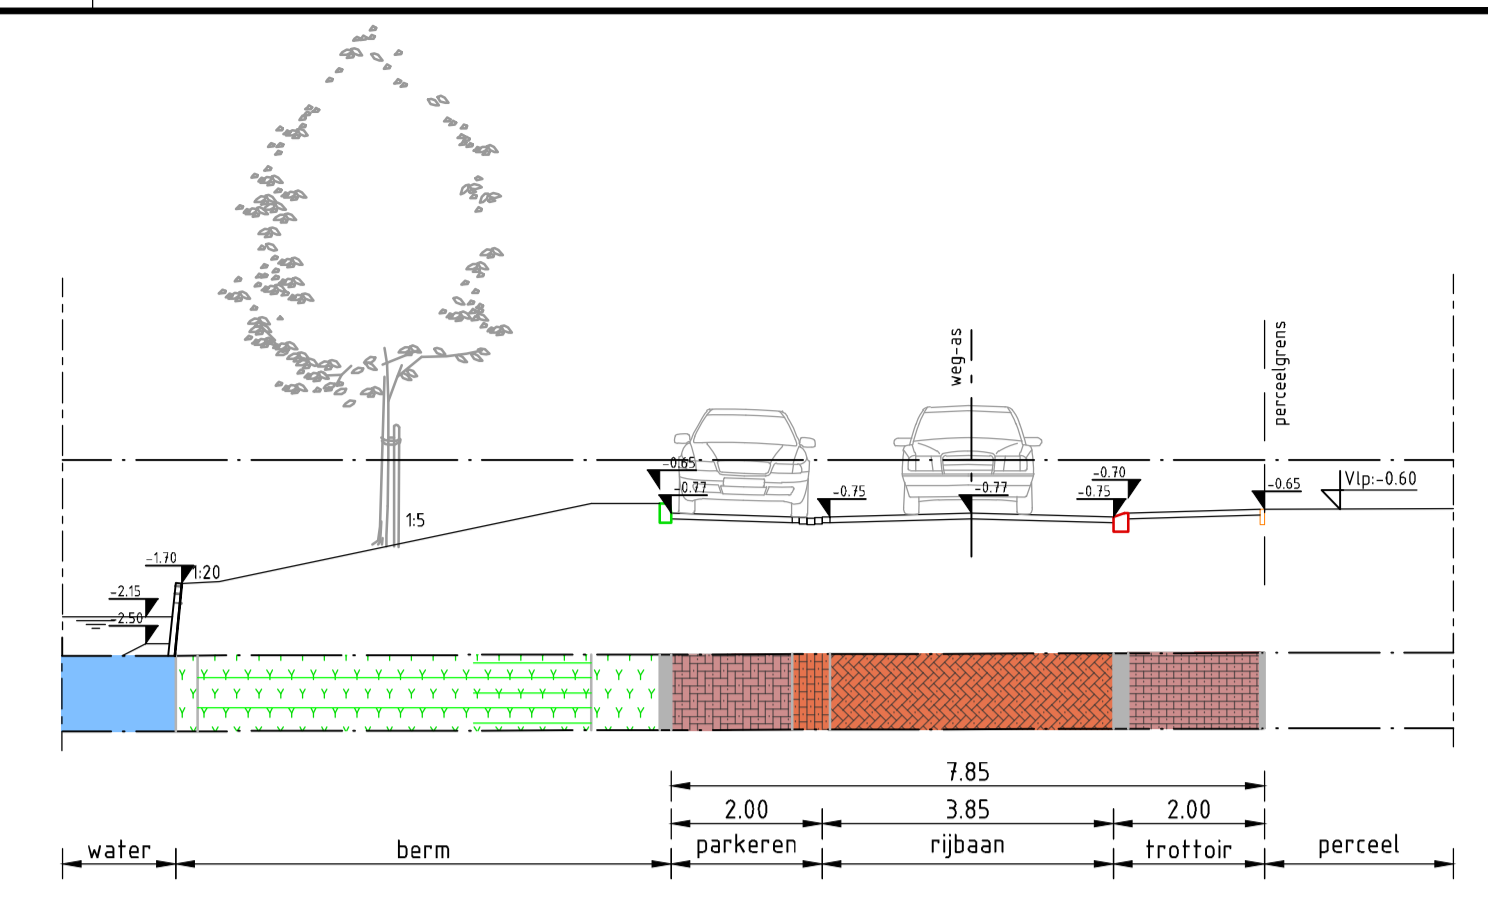 weg-as
perceelgrens
-0.65
-0.77
-0.75
-0.77
-0.70
-0.75
-0.65
Vlp:-0.60
1:5
-1.70
1:20
-2.15
-2.50
7.85
2.00
3.85
2.00
water
berm
parkeren
rijbaan
trottoir
perceel